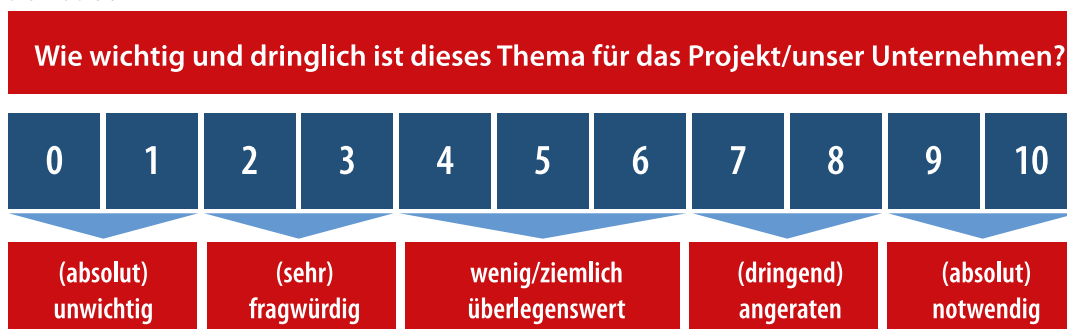 Wie wichtig und dringlich ist dieses Thema für das Projekt/unser Unternehmen?
0 1 2 3 4 5 6 7 8 9 10
(absolut) (sehr) wenig/ziemlich (dringend) (absolut)
unwichtig fragwürdig überlegenswert angeraten notwendig